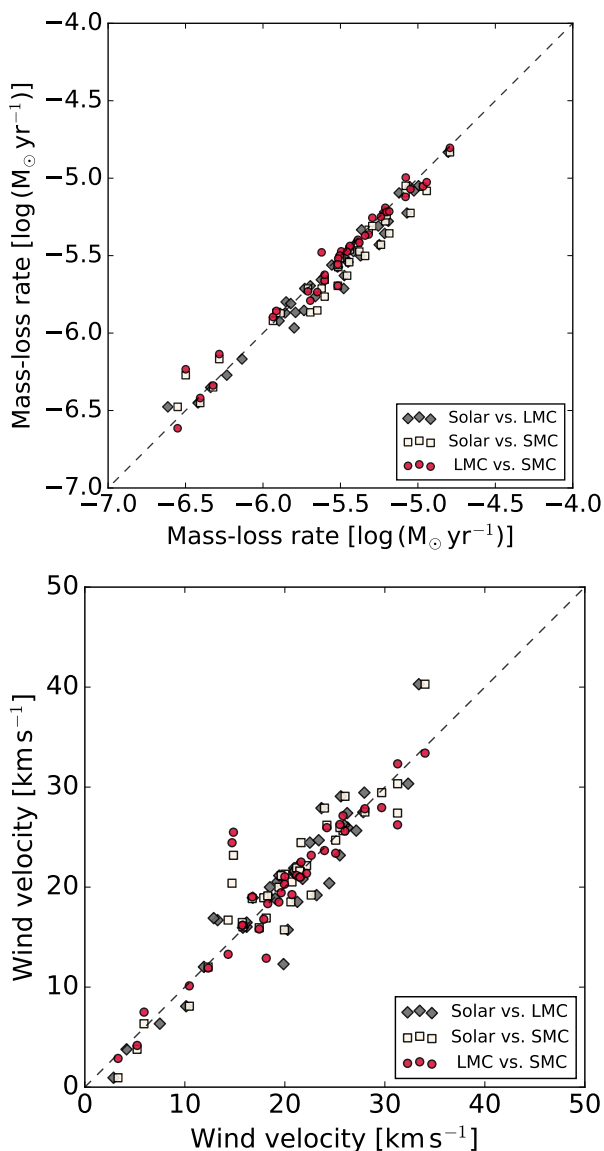 −4.0
−4.5
−5.0
−5.5
−6.0
−6.5
−7.0
Mass-loss rate [log (M⊙ yr−1)]
Solar vs. LMC
Solar vs. SMC
LMC vs. SMC
−7.0 −6.5 −6.0 −5.5 −5.0 −4.5 −4.0
Mass-loss rate [log (M⊙ yr−1)]
50
40
30
20
10
0
Wind velocity [km s−1]
Solar vs. LMC
Solar vs. SMC
LMC vs. SMC
0 10 20 30 40 50
Wind velocity [km s−1]